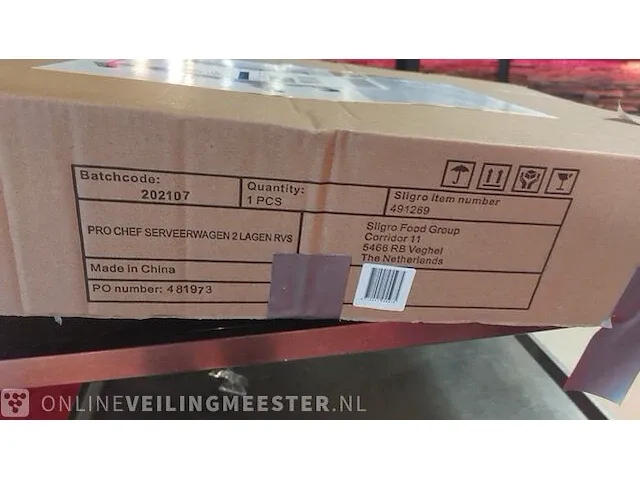 Batchcode:
202107
Quantity:
1 PCS
Sligro item number
491269
PRO CHEF SERVEERWAGEN 2 LAGEN RVS
Sligro Food Group
Corridor 11
5466 RB Veghel
The Netherlands
Made in China
PO number: 481973
ONLINEVEILINGMEESTER.NL